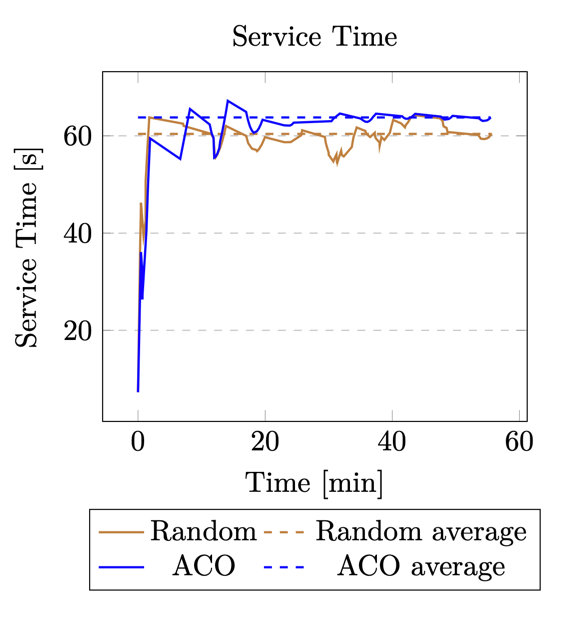 Service Time
Service Time [s]
60
40
20
0 20 40 60
Time [min]
Random Random average
ACO ACO average